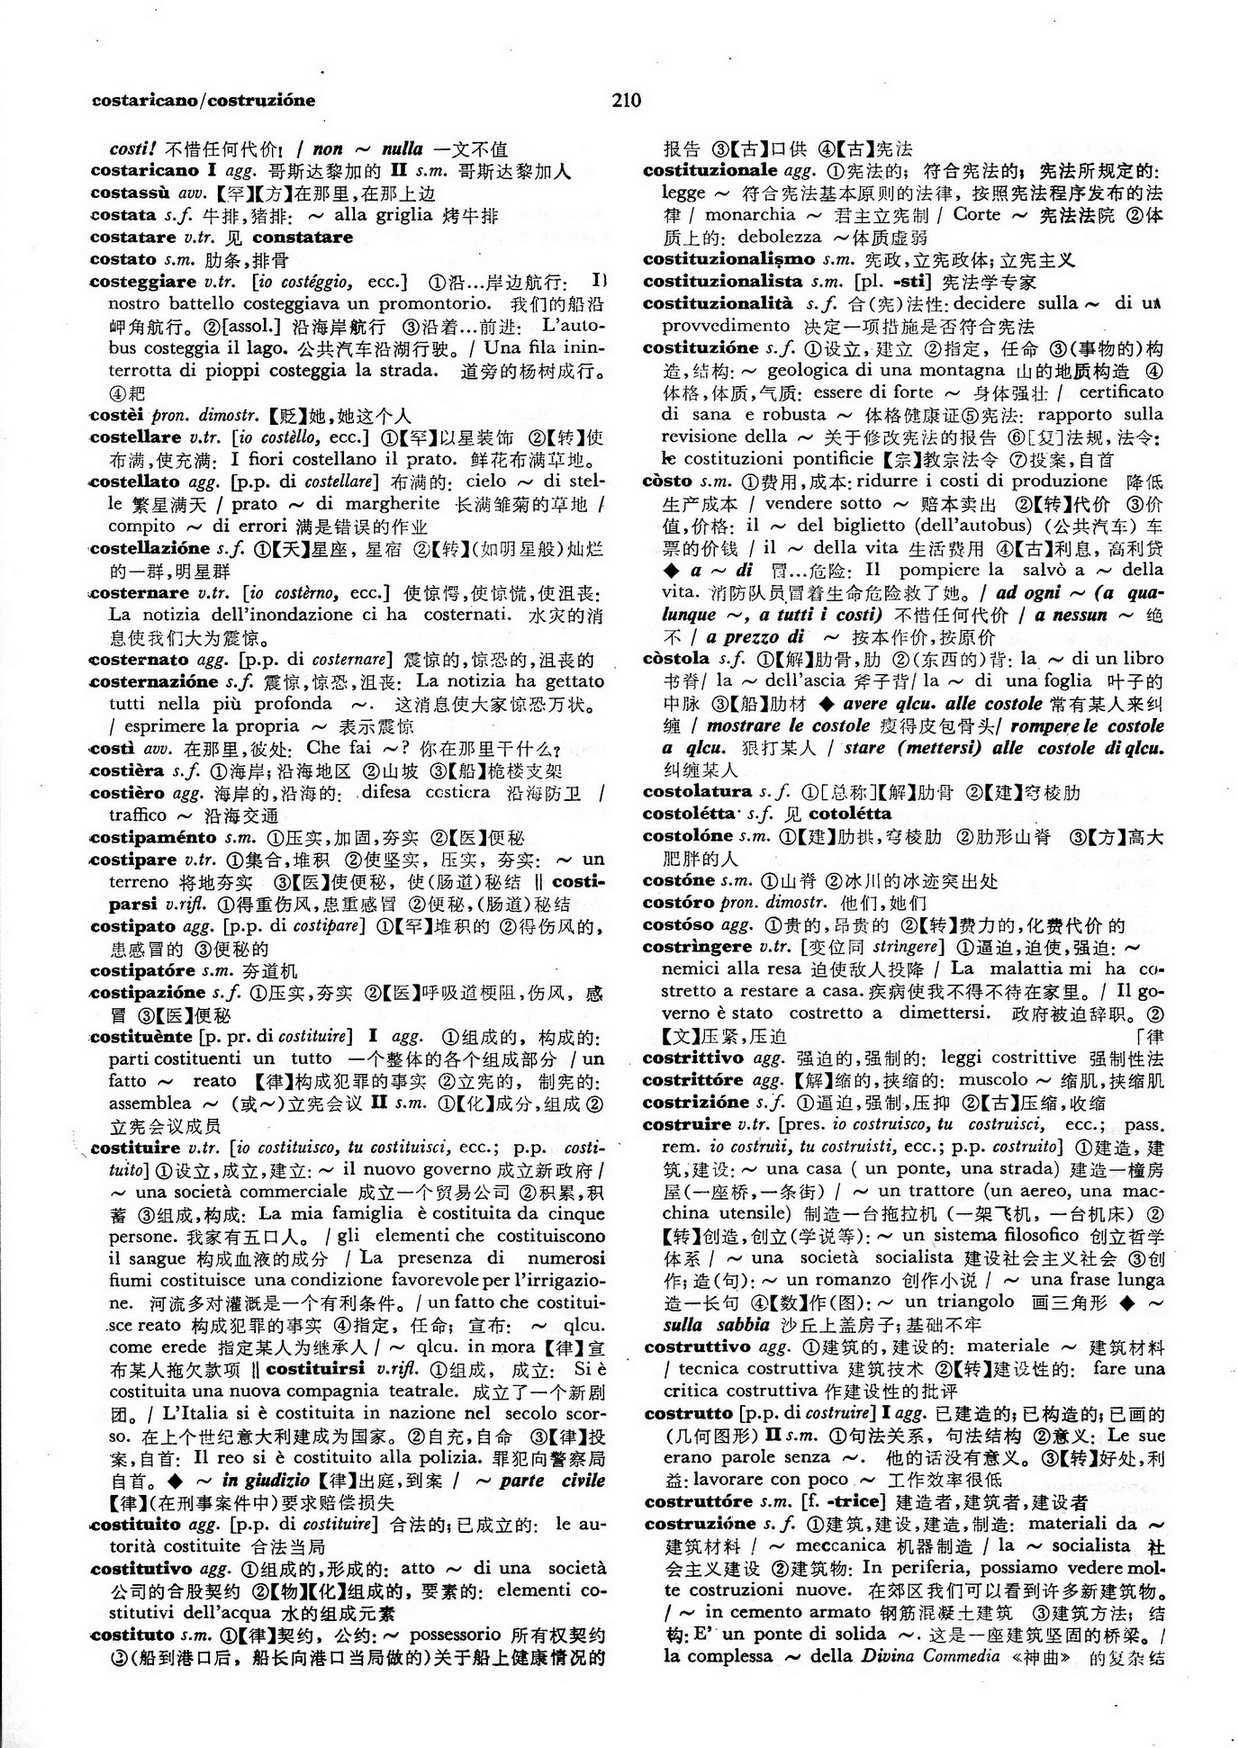 costaricano/costruzióne
210
costi! 不惜任何代价! / non ～ nulla 一文不值
costaricano I agg. 哥斯达黎加的 II s.m. 哥斯达黎加人
costassù avv. 【罕】【方】在那里,在那上边
costata s.f. 牛排,猪排: ～ alla griglia 烤牛排
costatare v.tr. 见 constatare
costato s.m. 肋条,排骨
costeggiare v.tr. [io costéggio, ecc.] ①沿…岸边航行: Il
nostro battello costeggiava un promontorio. 我们的船沿
岬角航行。②[assol.] 沿海岸航行 ③沿着…前进: L'auto-
bus costeggia il lago. 公共汽车沿湖行驶。/ Una fila inin-
terrotta di pioppi costeggia la strada. 道旁的杨树成行。
④耙
costèi pron. dimostr. 【贬】她,她这个人
costellare v.tr. [io costèllo, ecc.] ①【罕】以星装饰 ②【转】使
布满,使充满: I fiori costellano il prato. 鲜花布满草地。
costellato agg. [p.p. di costellare] 布满的: cielo ～ di stel-
le 繁星满天 / prato ～ di margherite 长满雏菊的草地 /
compito ～ di errori 满是错误的作业
costellazióne s.f. ①【天】星座, 星宿 ②【转】(如明星般)灿烂
的一群,明星群
costernare v.tr. [io costèrno, ecc.] 使惊愕,使惊慌,使沮丧:
La notizia dell'inondazione ci ha costernati. 水灾的消
息使我们大为震惊。
costernato agg. [p.p. di costernare] 震惊的,惊恐的,沮丧的
costernazióne s.f. 震惊,惊恐,沮丧: La notizia ha gettato
tutti nella più profonda ～. 这消息使大家惊恐万状。
/ esprimere la propria ～ 表示震惊
costì avv. 在那里,彼处: Che fai ～? 你在那里干什么?
costièra s.f. ①海岸;沿海地区 ②山坡 ③【船】桅楼支架
costièro agg. 海岸的,沿海的: difesa costiera 沿海防卫 /
traffico ～ 沿海交通
costipaménto s.m. ①压实,加固,夯实 ②【医】便秘
costipare v.tr. ①集合,堆积 ②使坚实, 压实, 夯实: ～ un
terreno 将地夯实 ③【医】使便秘, 使(肠道)秘结 ‖ costi-
parsi v.rifl. ①得重伤风,患重感冒 ②便秘,(肠道)秘结
costipato agg. [p.p. di costipare] ①【罕】堆积的 ②得伤风的,
患感冒的 ③便秘的
costipatóre s.m. 夯道机
costipazióne s.f. ①压实,夯实 ②【医】呼吸道梗阻,伤风, 感
冒 ③【医】便秘
costituènte [p. pr. di costituire] I agg. ①组成的, 构成的:
parti costituenti un tutto 一个整体的各个组成部分 / un
fatto ～ reato 【律】构成犯罪的事实 ②立宪的, 制宪的:
assemblea ～ (或～)立宪会议 II s.m. ①【化】成分,组成 ②
立宪会议成员
costituire v.tr. [io costituisco, tu costituisci, ecc.; p.p. costi-
tuito] ①设立,成立,建立: ～ il nuovo governo 成立新政府 /
～ una società commerciale 成立一个贸易公司 ②积累,积
蓄 ③组成,构成: La mia famiglia è costituita da cinque
persone. 我家有五口人。 / gli elementi che costituiscono
il sangue 构成血液的成分 / La presenza di numerosi
fiumi costituisce una condizione favorevole per l'irrigazio-
ne. 河流多对灌溉是一个有利条件。/ un fatto che costitui-
sce reato 构成犯罪的事实 ④指定, 任命; 宣布: ～ qlcu.
come erede 指定某人为继承人 / ～ qlcu. in mora 【律】宣
布某人拖欠款项 ‖ costituirsi v.rifl. ①组成, 成立: Si è
costituita una nuova compagnia teatrale. 成立了一个新剧
团。/ L'Italia si è costituita in nazione nel secolo scor-
so. 在上个世纪意大利建成为国家。②自充,自命 ③【律】投
案,自首: Il reo si è costituito alla polizia. 罪犯向警察局
自首。◆ ～ in giudizio 【律】出庭,到案 / ～ parte civile
【律】(在刑事案件中)要求赔偿损失
costituito agg. [p.p. di costituire] 合法的;已成立的: le au-
torità costituite 合法当局
costitutivo agg. ①组成的,形成的: atto ～ di una società
公司的合股契约 ②【物】【化】组成的, 要素的: elementi co-
stitutivi dell'acqua 水的组成元素
costituto s.m. ①【律】契约, 公约: ～ possessorio 所有权契约
②(船到港口后, 船长向港口当局做的)关于船上健康情况的
报告 ③【古】口供 ④【古】宪法
costituzionale agg. ①宪法的; 符合宪法的; 宪法所规定的:
legge ～ 符合宪法基本原则的法律, 按照宪法程序发布的法
律 / monarchia ～ 君主立宪制 / Corte ～ 宪法法院 ②体
质上的: debolezza ～体质虚弱
costituzionalismo s.m. 宪政,立宪政体;立宪主义
costituzionalista s.m. [pl. -sti] 宪法学专家
costituzionalità s.f. 合(宪)法性: decidere sulla ～ di un
provvedimento 决定一项措施是否符合宪法
costituzióne s.f. ①设立, 建立 ②指定, 任命 ③(事物的)构
造,结构: ～ geologica di una montagna 山的地质构造 ④
体格,体质,气质: essere di forte ～ 身体强壮 / certificato
di sana e robusta ～ 体格健康证⑤宪法: rapporto sulla
revisione della ～ 关于修改宪法的报告 ⑥[复]法规,法令:
le costituzioni pontificie 【宗】教宗法令 ⑦投案,自首
còsto s.m. ①费用,成本: ridurre i costi di produzione 降低
生产成本 / vendere sotto ～ 赔本卖出 ②【转】代价 ③价
值,价格: il ～ del biglietto (dell'autobus) (公共汽车) 车
票的价钱 / il ～ della vita 生活费用 ④【古】利息, 高利贷
◆ a ～ di 冒…危险: Il pompiere la salvò a ～ della
vita. 消防队员冒着生命危险救了她。/ ad ogni ～ (a qua-
lunque ～, a tutti i costi) 不惜任何代价 / a nessun ～ 绝
不 / a prezzo di ～ 按本作价,按原价
còstola s.f. ①【解】肋骨,肋 ②(东西的)背: la ～ di un libro
书脊/ la ～ dell'ascia 斧子背/ la ～ di una foglia 叶子的
中脉 ③【船】肋材 ◆ avere qlcu. alle costole 常有某人来纠
缠 / mostrare le costole 瘦得皮包骨头/ rompere le costole
a qlcu. 狠打某人 / stare (mettersi) alle costole di qlcu.
纠缠某人
costolatura s.f. ①[总称]【解】肋骨 ②【建】穹棱肋
costolétta s.f. 见 cotolétta
costolóne s.m. ①【建】肋拱,穹棱肋 ②肋形山脊 ③【方】高大
肥胖的人
costóne s.m. ①山脊 ②冰川的冰迹突出处
costóro pron. dimostr. 他们,她们
costóso agg. ①贵的,昂贵的 ②【转】费力的,化费代价的
costrìngere v.tr. [变位同 stringere] ①逼迫,迫使,强迫: ～
nemici alla resa 迫使敌人投降 / La malattia mi ha co-
stretto a restare a casa. 疾病使我不得不待在家里。/ Il go-
verno è stato costretto a dimettersi. 政府被迫辞职。②
【文】压紧,压迫 「律
costrittivo agg. 强迫的,强制的: leggi costrittive 强制性法
costrittóre agg. 【解】缩的,挟缩的: muscolo ～ 缩肌,挟缩肌
costrizióne s.f. ①逼迫,强制,压抑 ②【古】压缩,收缩
costruire v.tr. [pres. io costruisco, tu costruisci, ecc.; pass.
rem. io costruii, tu costruisti, ecc.; p.p. costruito] ①建造, 建
筑,建设: ～ una casa ( un ponte, una strada) 建造一橦房
屋(一座桥,一条街) / ～ un trattore (un aereo, una mac-
china utensile) 制造一台拖拉机 (一架飞机, 一台机床) ②
【转】创造,创立(学说等): ～ un sistema filosofico 创立哲学
体系 / ～ una società socialista 建设社会主义社会 ③创
作;造(句): ～ un romanzo 创作小说 / ～ una frase lunga
造一长句 ④【数】作(图): ～ un triangolo 画三角形 ◆ ～
sulla sabbia 沙丘上盖房子;基础不牢
costruttivo agg. ①建筑的,建设的: materiale ～ 建筑材料
/ tecnica costruttiva 建筑技术 ②【转】建设性的: fare una
critica costruttiva 作建设性的批评
costrutto [p.p. di costruire] I agg. 已建造的;已构造的;已画的
(几何图形) II s.m. ①句法关系, 句法结构 ②意义: Le sue
erano parole senza ～. 他的话没有意义。③【转】好处,利
益: lavorare con poco ～ 工作效率很低
costruttóre s.m. [f. -trice] 建造者,建筑者,建设者
costruzióne s.f. ①建筑,建设,建造,制造: materiali da ～
建筑材料 / ～ meccanica 机器制造 / la ～ socialista 社
会主义建设 ②建筑物: In periferia, possiamo vedere mol-
te costruzioni nuove. 在郊区我们可以看到许多新建筑物。
/ ～ in cemento armato 钢筋混凝土建筑 ③建筑方法; 结
构: E' un ponte di solida ～. 这是一座建筑坚固的桥梁。/
la complessa ～ della Divina Commedia 《神曲》 的复杂结